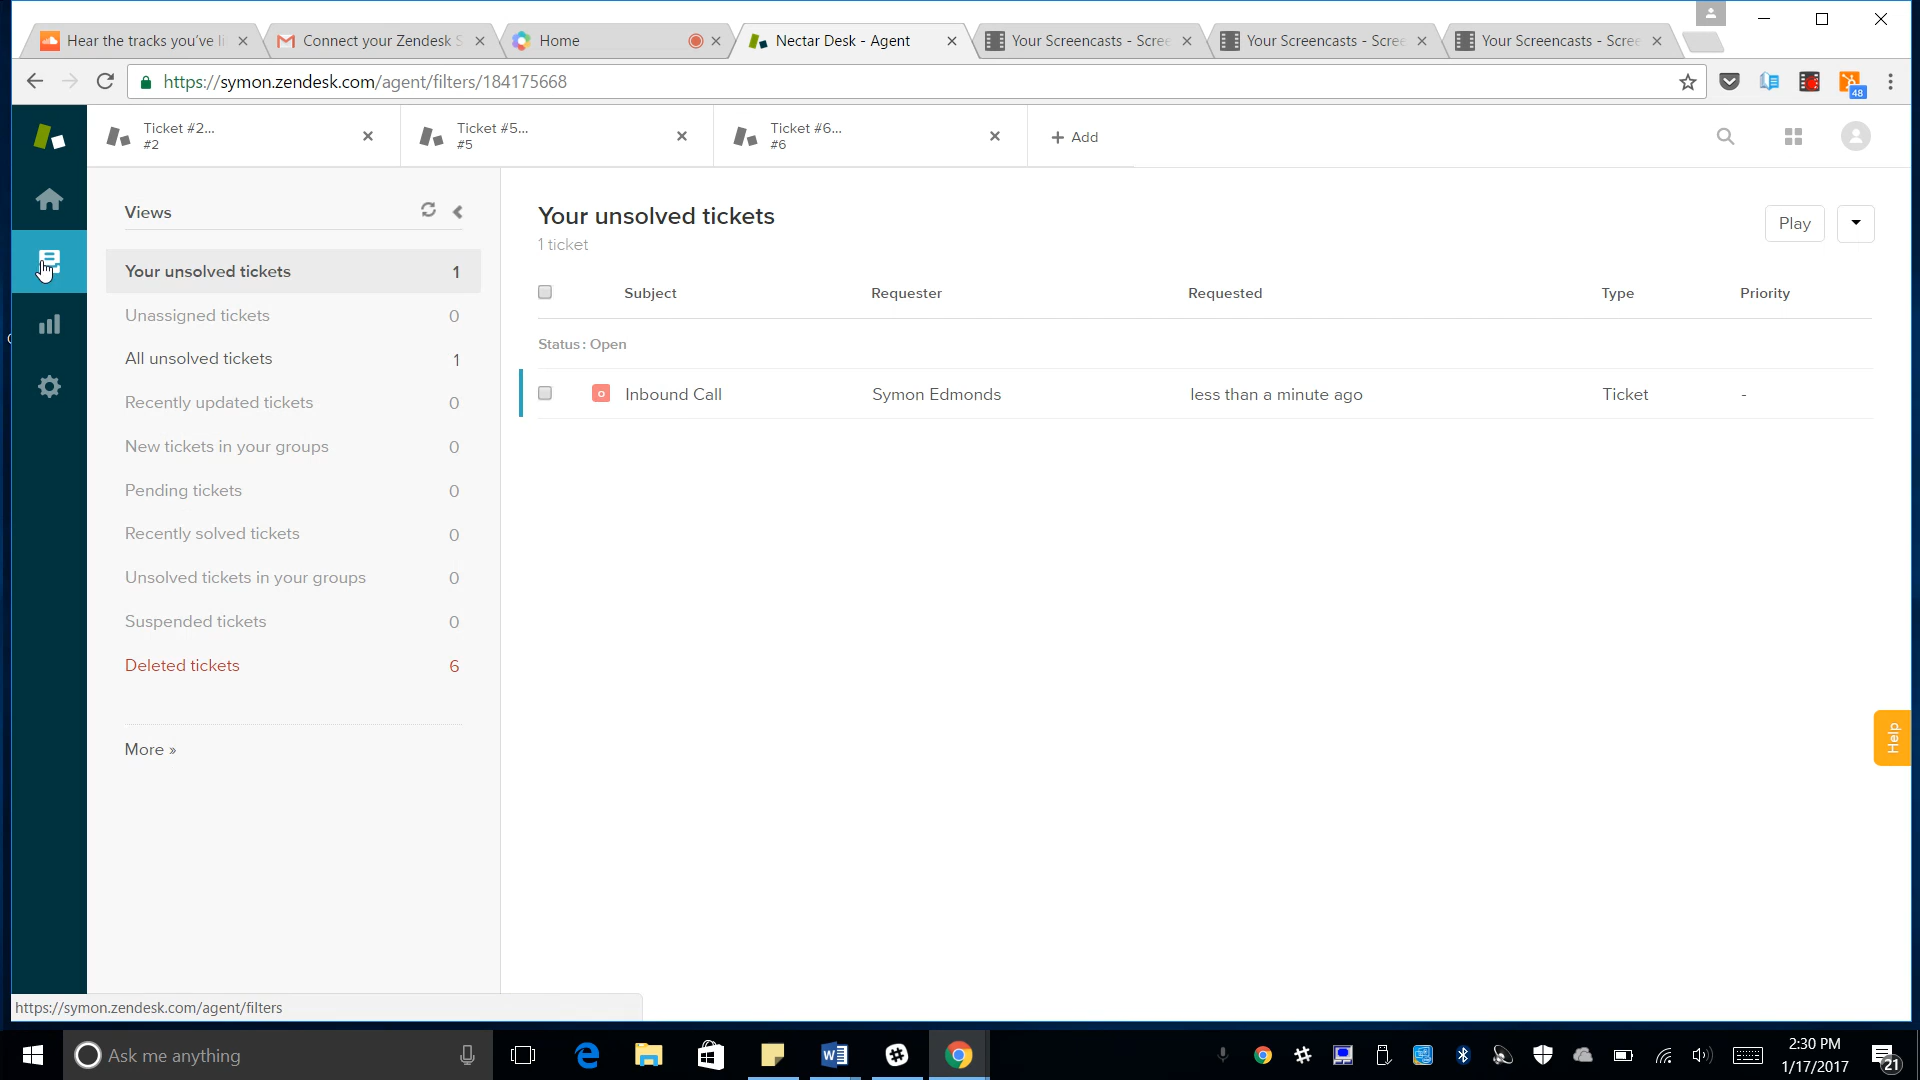 Hear the tracks you've li
Connect your Zendesk S
Home
Nectar Desk - Agent
Your Screencasts - Scree
Your Screencasts - Scree
Your Screencasts - Scree
https://symon.zendesk.com/agent/filters/184175668
48
Ticket #2...
#2
Ticket #5...
#5
Ticket #6...
#6
+ Add
Views
Your unsolved tickets 1
Unassigned tickets 0
All unsolved tickets 1
Recently updated tickets 0
New tickets in your groups 0
Pending tickets 0
Recently solved tickets 0
Unsolved tickets in your groups 0
Suspended tickets 0
Deleted tickets 6
More »
Your unsolved tickets
1 ticket
Play
Subject Requester Requested Type Priority
Status: Open
o Inbound Call Symon Edmonds less than a minute ago Ticket -
Help
https://symon.zendesk.com/agent/filters
Ask me anything
2:30 PM
1/17/2017
21